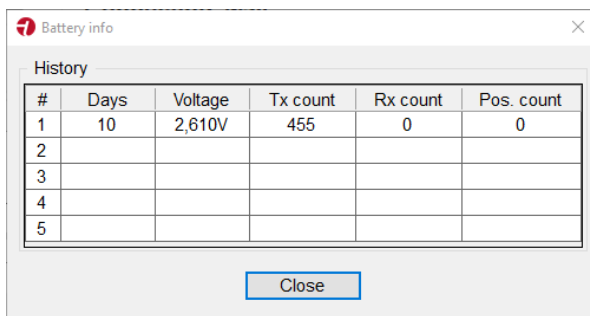 Battery info
History
# Days Voltage Tx count Rx count Pos. count
1 10 2,610V 455 0 0
2
3
4
5
Close